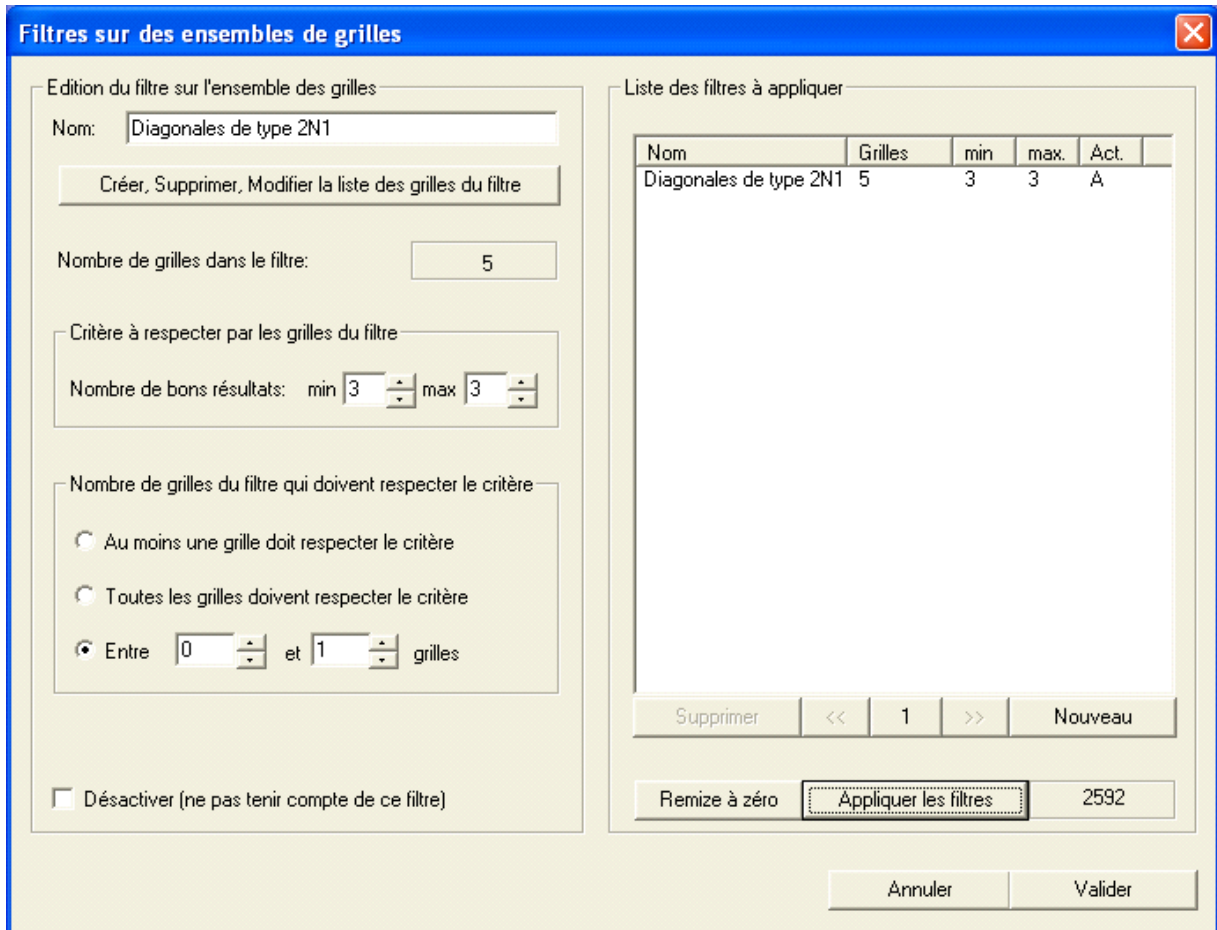 Filtres sur des ensembles de grilles
Edition du filtre sur l'ensemble des grilles
Nom: Diagonales de type 2N1
Créer, Supprimer, Modifier la liste des grilles du filtre
Nombre de grilles dans le filtre: 5
Critère à respecter par les grilles du filtre
Nombre de bons résultats: min 3 max 3
Nombre de grilles du filtre qui doivent respecter le critère
Au moins une grille doit respecter le critère
Toutes les grilles doivent respecter le critère
Entre 0 et 1 grilles
Désactiver (ne pas tenir compte de ce filtre)
Liste des filtres à appliquer
Nom Grilles min max. Act.
Diagonales de type 2N1 5 3 3 A
Supprimer << 1 >> Nouveau
Remize à zéro Appliquer les filtres 2592
Annuler Valider